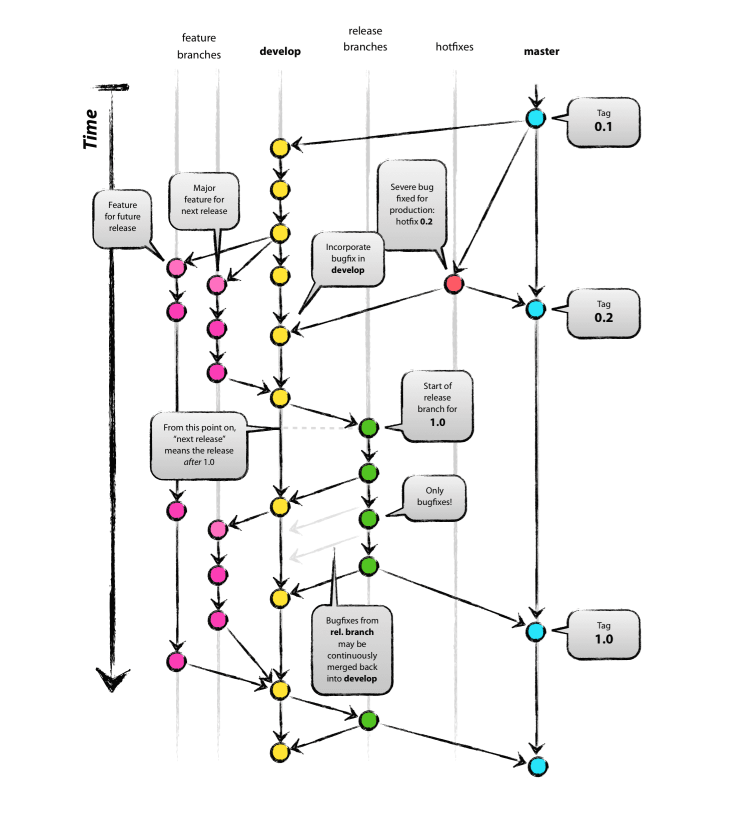 feature
branches
develop
release
branches
hotfixes
master
Time
Tag
0.1
Major
feature for
next release
Feature
for future
release
Severe bug
fixed for
production:
hotfix 0.2
Incorporate
bugfix in
develop
Tag
0.2
Start of
release
branch for
1.0
From this point on,
“next release”
means the release
after 1.0
Only
bugfixes!
Bugfixes from
rel. branch
may be
continuously
merged back
into develop
Tag
1.0